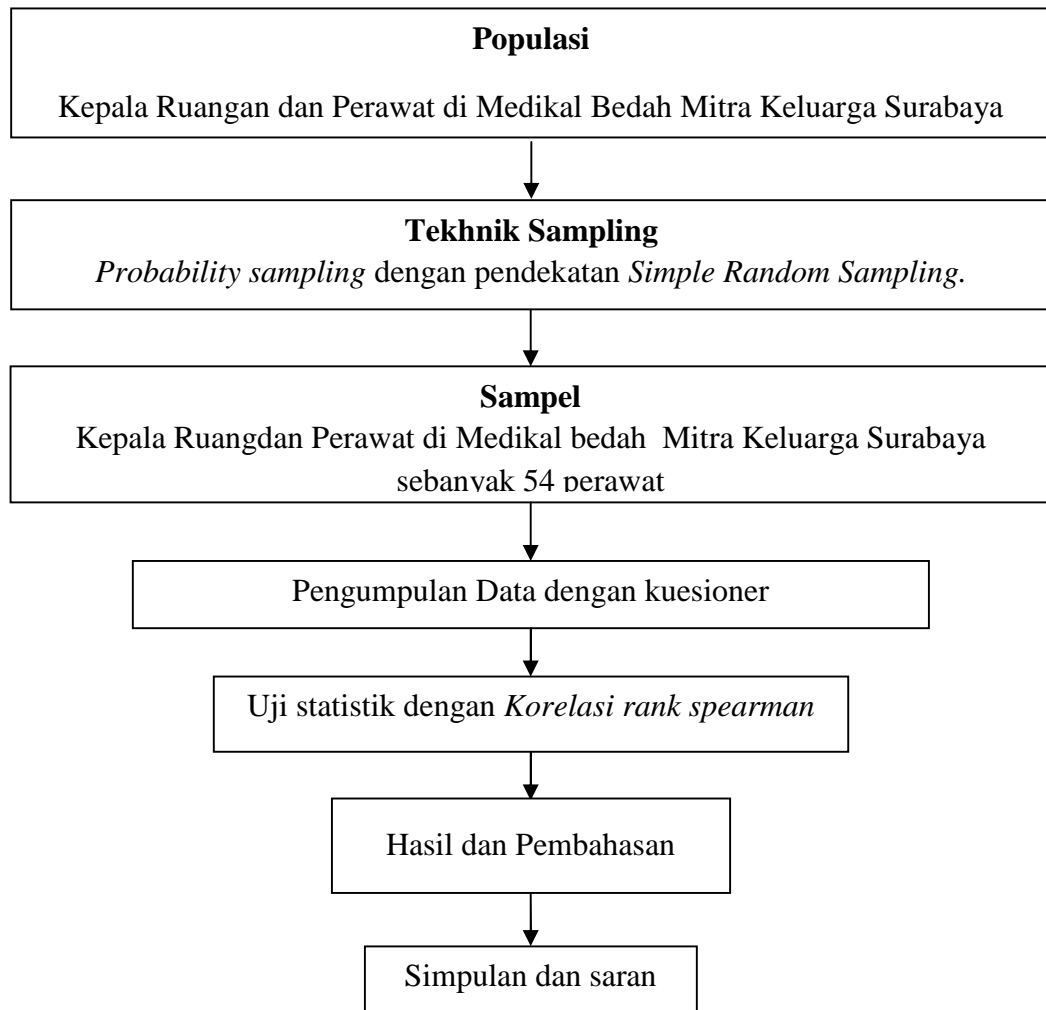 Populasi
Kepala Ruangan dan Perawat di Medikal Bedah Mitra Keluarga Surabaya
Tekhnik Sampling
Probability sampling dengan pendekatan Simple Random Sampling.
Sampel
Kepala Ruangdan Perawat di Medikal bedah  Mitra Keluarga Surabaya
sebanyak 54 perawat
Pengumpulan Data dengan kuesioner
Uji statistik dengan Korelasi rank spearman
Hasil dan Pembahasan
Simpulan dan saran